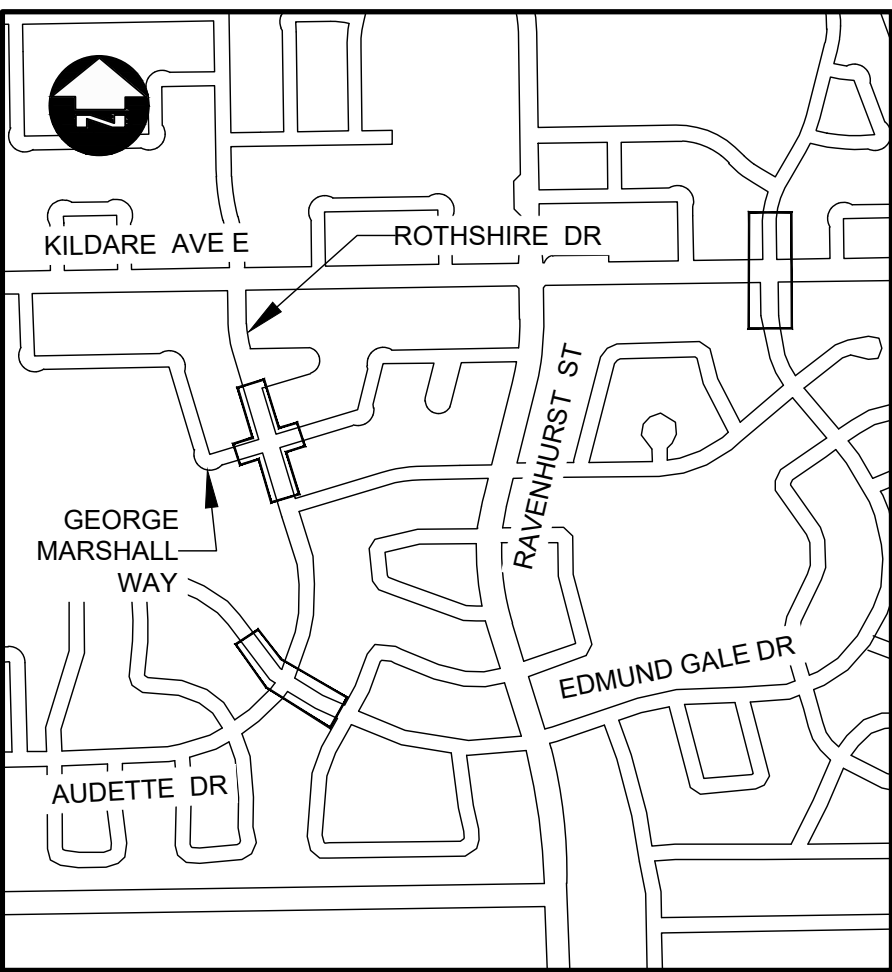 N
KILDARE AVE E
ROTHSHIRE DR
RAVENHURST ST
GEORGE
MARSHALL
WAY
EDMUND GALE DR
AUDETTE DR